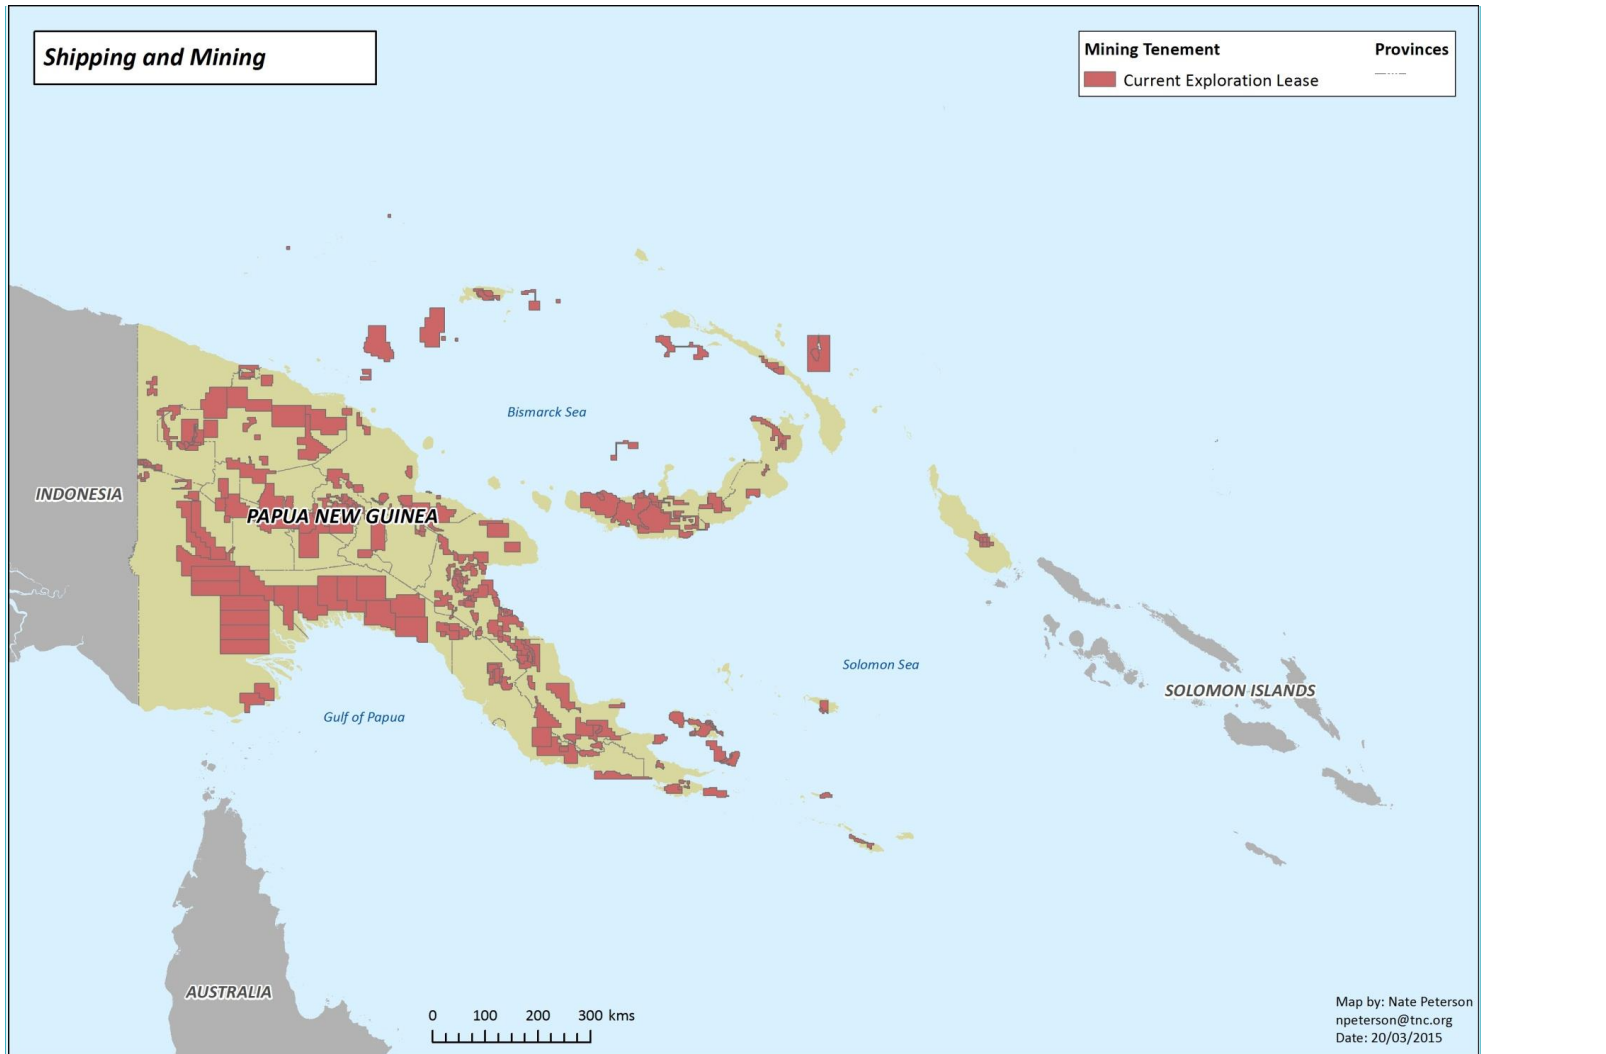 Shipping and Mining
Mining Tenement
Provinces
Current Exploration Lease
Bismarck Sea
INDONESIA
PAPUA NEW GUINEA
Solomon Sea
SOLOMON ISLANDS
Gulf of Papua
AUSTRALIA
0 100 200 300 kms
Map by: Nate Peterson
npeterson@tnc.org
Date: 20/03/2015